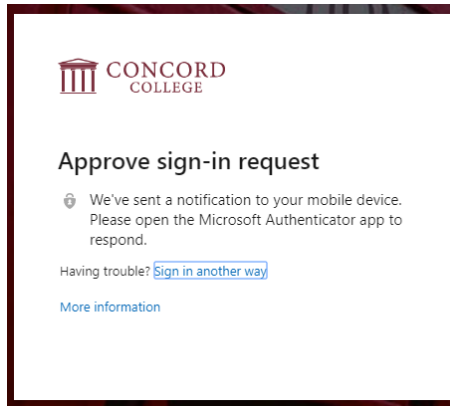 CONCORD
COLLEGE
Approve sign-in request
We've sent a notification to your mobile device.
Please open the Microsoft Authenticator app to
respond.
Having trouble? Sign in another way
More information